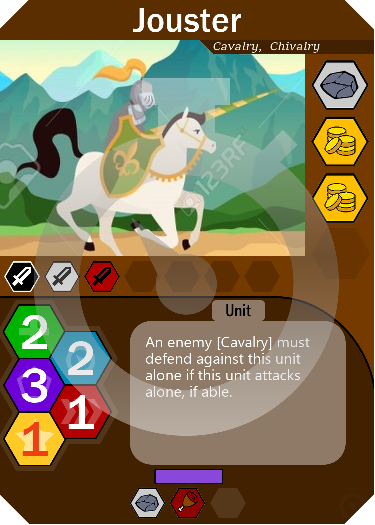 Jouster
Cavalry, Chivalry
123RF
Unit
An enemy [Cavalry] must
defend against this unit
alone if this unit attacks
alone, if able.
2
2
3
1
1